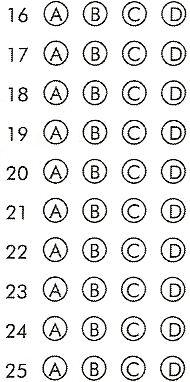 16 A B C D
17 A B C D
18 A B C D
19 A B C D
20 A B C D
21 A B C D
22 A B C D
23 A B C D
24 A B C D
25 A B C D